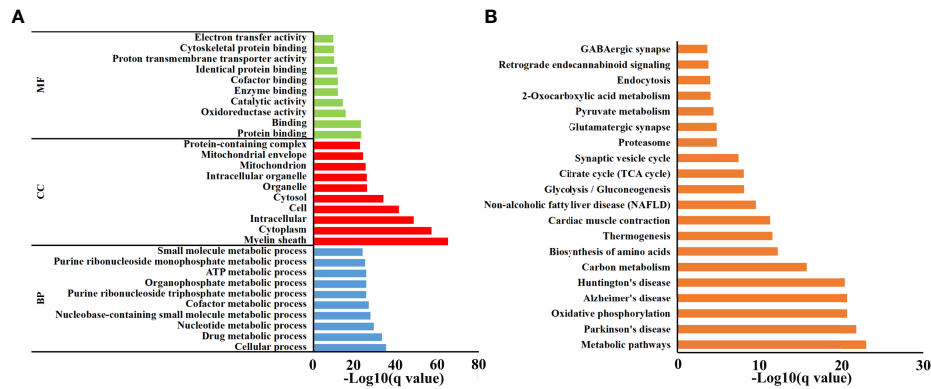 A
MF
Electron transfer activity
Cytoskeletal protein binding
Proton transmembrane transporter activity
Identical protein binding
Cofactor binding
Enzyme binding
Catalytic activity
Oxidoreductase activity
Binding
Protein binding
CC
Protein-containing complex
Mitochondrial envelope
Mitochondrion
Intracellular organelle
Organelle
Cytosol
Cell
Intracellular
Cytoplasm
Myelin sheath
BP
Small molecule metabolic process
Purine ribonucleoside monophosphate metabolic process
ATP metabolic process
Organophosphate metabolic process
Purine ribonucleoside triphosphate metabolic process
Cofactor metabolic process
Nucleobase-containing small molecule metabolic process
Nucleotide metabolic process
Drug metabolic process
Cellular process
0 20 40 60 80
-Log10(q value)
B
GABAergic synapse
Retrograde endocannabinoid signaling
Endocytosis
2-Oxocarboxylic acid metabolism
Pyruvate metabolism
Glutamatergic synapse
Proteasome
Synaptic vesicle cycle
Citrate cycle (TCA cycle)
Glycolysis / Gluconeogenesis
Non-alcoholic fatty liver disease (NAFLD)
Cardiac muscle contraction
Thermogenesis
Biosynthesis of amino acids
Carbon metabolism
Huntington's disease
Alzheimer's disease
Oxidative phosphorylation
Parkinson's disease
Metabolic pathways
0 10 20 30
-Log10(q value)